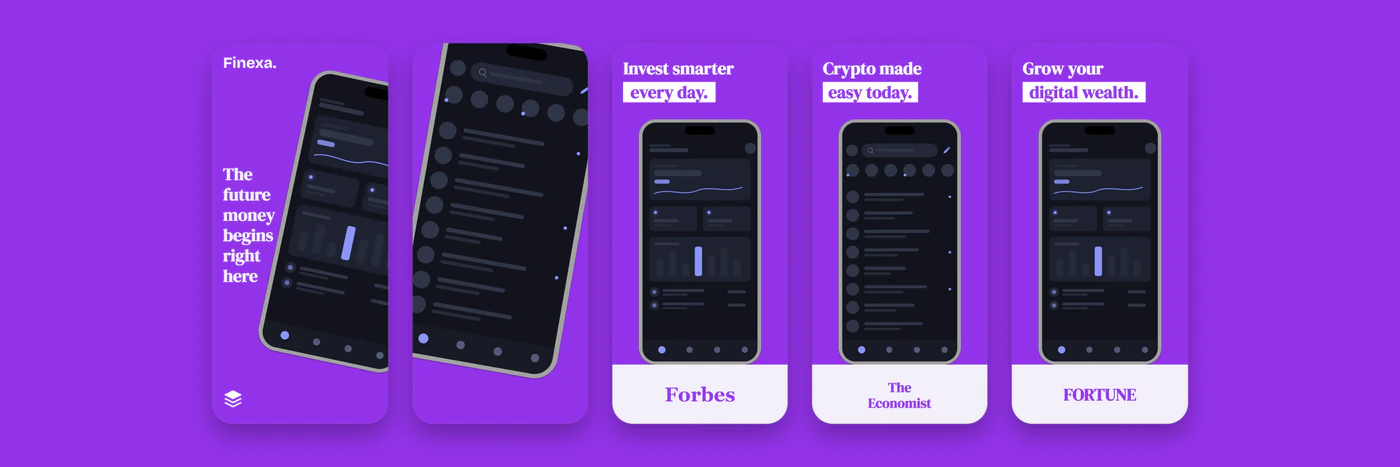 Finexa.
The
future
money
begins
right
here
Invest smarter
every day.
Forbes
Crypto made
easy today.
The
Economist
Grow your
digital wealth.
FORTUNE